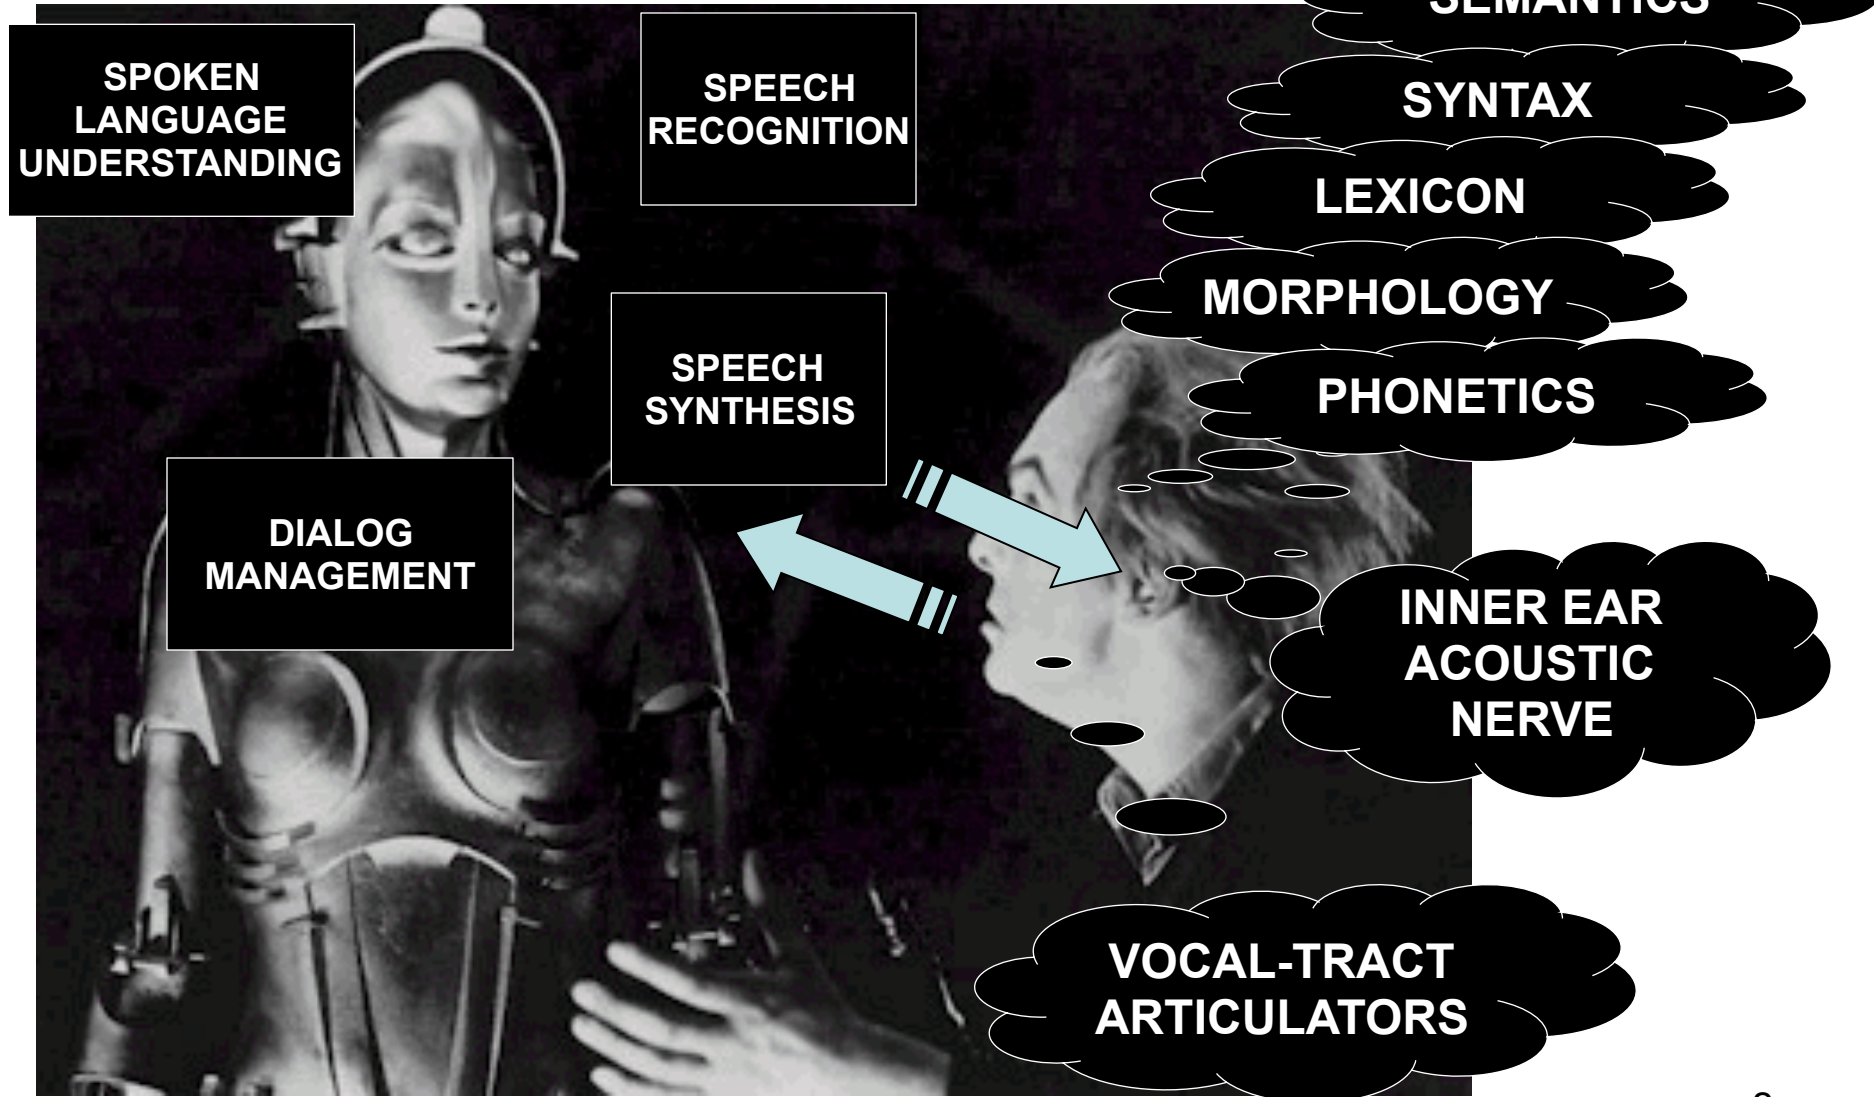 SPOKEN
LANGUAGE
UNDERSTANDING
SPEECH
RECOGNITION
SPEECH
SYNTHESIS
DIALOG
MANAGEMENT
SEMANTICS
SYNTAX
LEXICON
MORPHOLOGY
PHONETICS
INNER EAR
ACOUSTIC
NERVE
VOCAL-TRACT
ARTICULATORS